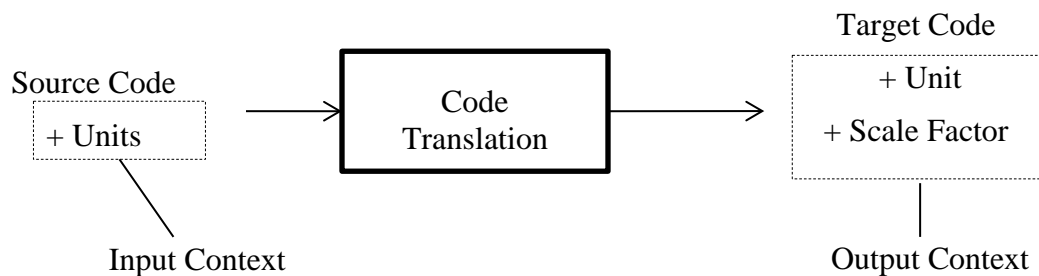 Source Code
+ Units
Input Context
Code
Translation
Target Code
+ Unit
+ Scale Factor
Output Context